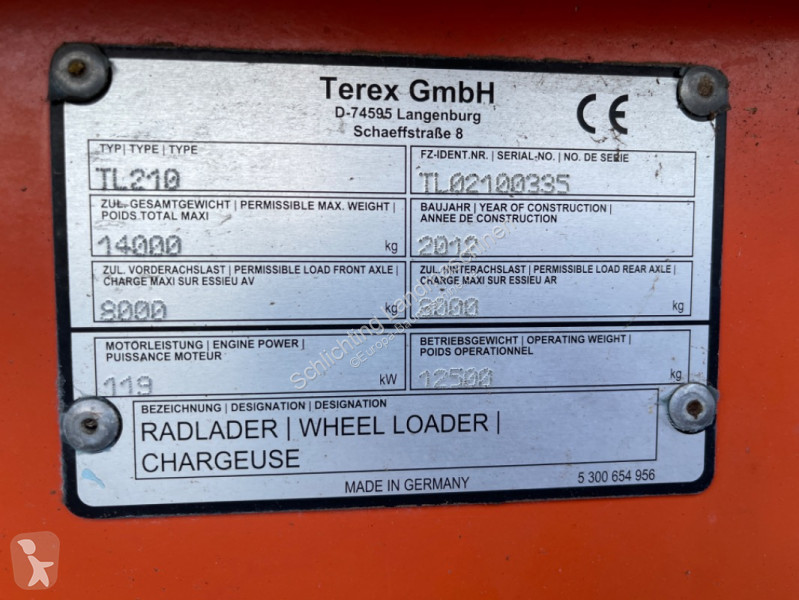 Terex GmbH
D-74595 Langenburg
Schaeffstraße 8
CE
TYP| TYPE | TYPE
TL210
FZ-IDENT.NR. | SERIAL-NO. | NO. DE SERIE
TL02100335
ZUL. GESAMTGEWICHT | PERMISSIBLE MAX. WEIGHT |
POIDS TOTAL MAXI
14000 kg
BAUJAHR | YEAR OF CONSTRUCTION |
ANNEE DE CONSTRUCTION
2012
ZUL. VORDERACHSLAST | PERMISSIBLE LOAD FRONT AXLE |
CHARGE MAXI SUR ESSIEU AV
8000 kg
ZUL. HINTERACHSLAST | PERMISSIBLE LOAD REAR AXLE |
CHARGE MAXI SUR ESSIEU AR
kg
MOTORLEISTUNG | ENGINE POWER |
PUISSANCE MOTEUR
119 kW
BETRIEBSGEWICHT | OPERATING WEIGHT |
POIDS OPERATIONNEL
12500 kg
BEZEICHNUNG | DESIGNATION | DESIGNATION
RADLADER | WHEEL LOADER |
CHARGEUSE
MADE IN GERMANY
5 300 654 956
Schlichting Landmaschinen